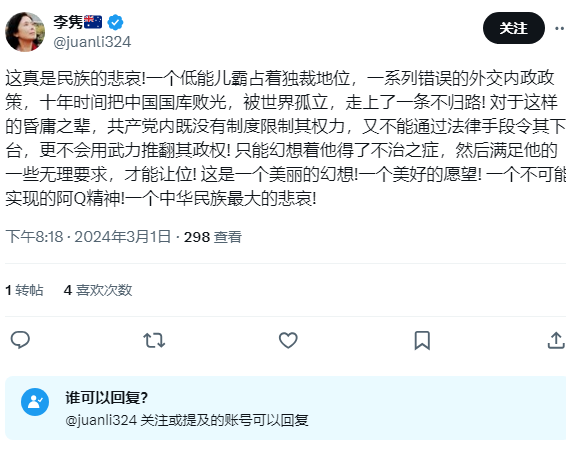 李隽🇦🇺
@juanli324
关注
这真是民族的悲哀!一个低能儿霸占着独裁地位，一系列错误的外交内政政
策，十年时间把中国国库败光，被世界孤立，走上了一条不归路! 对于这样
的昏庸之辈，共产党内既没有制度限制其权力，又不能通过法律手段令其下
台，更不会用武力推翻其政权! 只能幻想着他得了不治之症，然后满足他的
一些无理要求，才能让位! 这是一个美丽的幻想!一个美好的愿望! 一个不可能
实现的阿Q精神!一个中华民族最大的悲哀!
下午8:18 · 2024年3月1日 · 298 查看
1 转帖 4 喜欢次数
谁可以回复?
@juanli324 关注或提及的账号可以回复